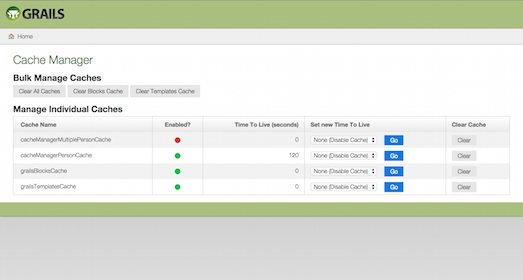 GRAILS
Home
Cache Manager
Bulk Manage Caches
Clear All Caches Clear Blocks Cache Clear Templates Cache
Manage Individual Caches
Cache Name Enabled? Time To Live (seconds) Set new Time To Live Clear Cache
cacheManagerMultiplePersonCache 0 None (Disable Cache) Go Clear
cacheManagerPersonCache 120 None (Disable Cache) Go Clear
grailsBlocksCache 0 None (Disable Cache) Go Clear
grailsTemplatesCache 0 None (Disable Cache) Go Clear